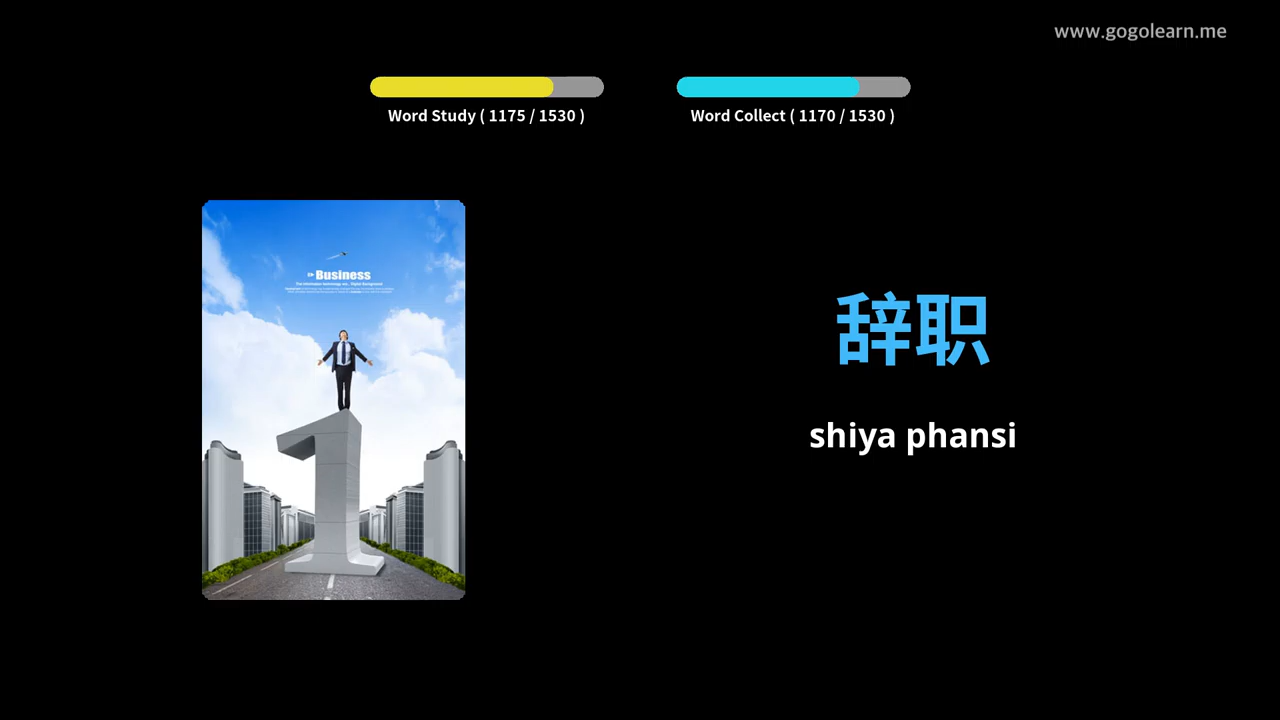 www.gogolearn.me
Word Study ( 1175 / 1530 )
Word Collect ( 1170 / 1530 )
Business
辞职
shiya phansi